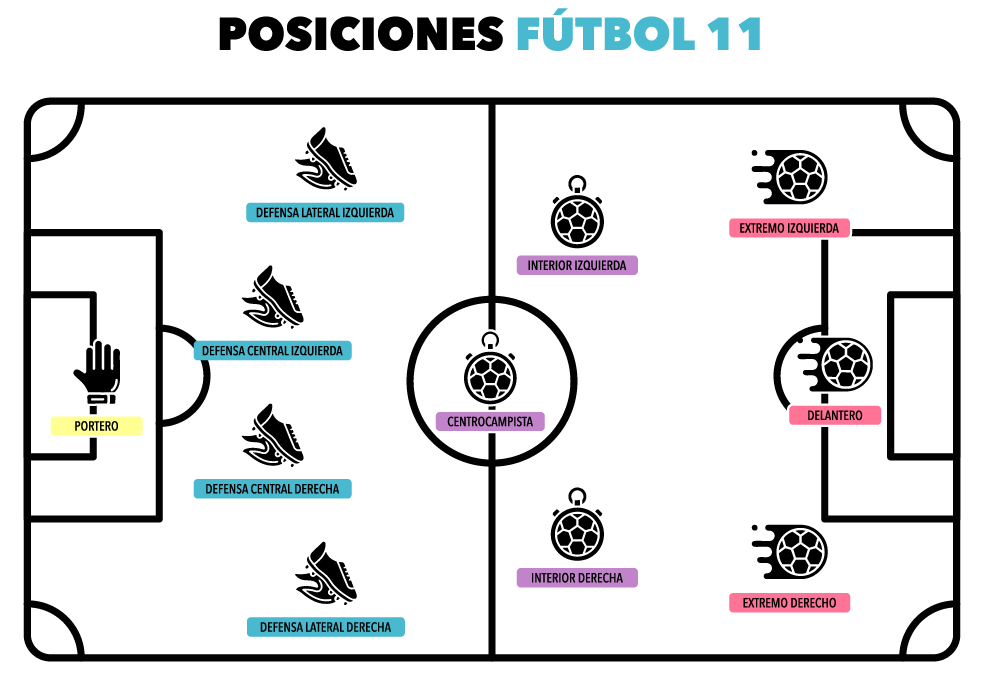 POSICIONES FÚTBOL 11
DEFENSA LATERAL IZQUIERDA
EXTREMO IZQUIERDA
INTERIOR IZQUIERDA
DEFENSA CENTRAL IZQUIERDA
DELANTERO
CENTROCAMPISTA
PORTERO
DEFENSA CENTRAL DERECHA
INTERIOR DERECHA
EXTREMO DERECHO
DEFENSA LATERAL DERECHA